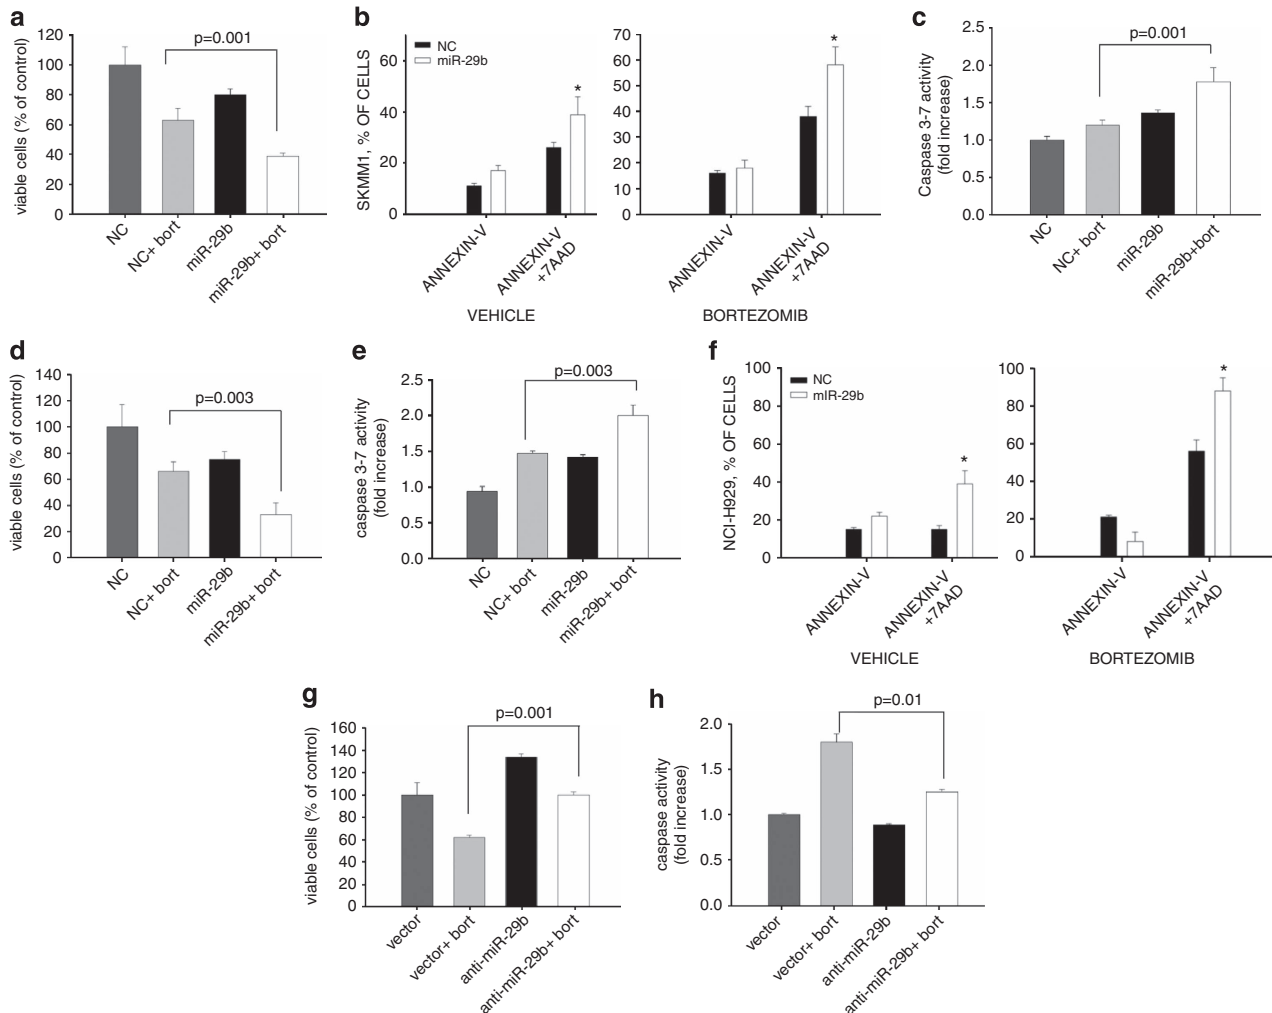 a
120
100
80
60
40
20
0
viable cells (% of control)
p=0.001
NC
NC+ bort
miR-29b
miR-29b+ bort
b
60
40
20
0
SKMM1, % OF CELLS
NC
miR-29b
*
ANNEXIN-V
ANNEXIN-V
+7AAD
VEHICLE
70
60
50
40
30
20
10
0
*
ANNEXIN-V
ANNEXIN-V
+7AAD
BORTEZOMIB
c
2.5
2.0
1.5
1.0
0.5
0.0
Caspase 3-7 activity
(fold increase)
p=0.001
NC
NC+ bort
miR-29b
miR-29b+bort
d
140
120
100
80
60
40
20
0
viable cells (% of control)
p=0.003
NC
NC+ bort
miR-29b
miR-29b+ bort
e
2.5
2.0
1.5
1.0
0.5
0.0
caspase 3-7 activity
(fold increase)
p=0.003
NC
NC+ bort
miR-29b
miR-29b+ bort
f
100
80
60
40
20
0
NCI-H929, % OF CELLS
NC
mIR-29b
*
ANNEXIN-V
ANNEXIN-V
+7AAD
VEHICLE
100
80
60
40
20
0
*
ANNEXIN-V
ANNEXIN-V
+7AAD
BORTEZOMIB
g
160
140
120
100
80
60
40
20
0
viable cells (% of control)
p=0.001
vector
vector+ bort
anti-miR-29b
anti-miR-29b+ bort
h
2.0
1.5
1.0
0.5
0.0
caspase activity
(fold increase)
p=0.01
vector
vector+ bort
anti-miR-29b
anti-miR-29b+ bort